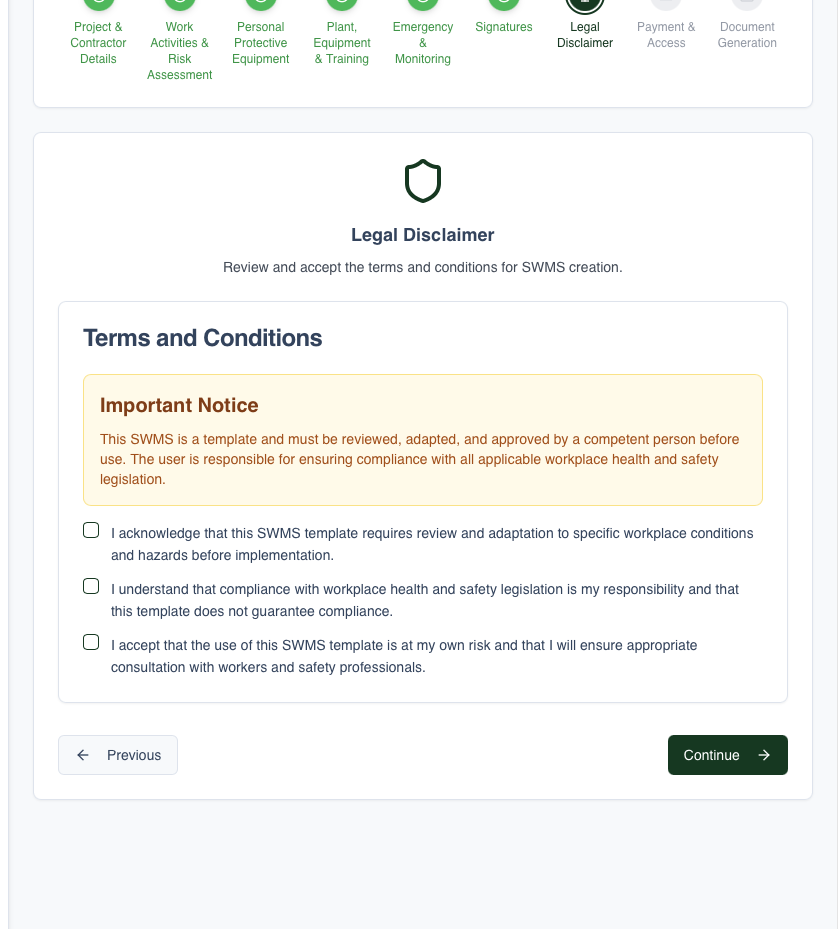 Project &
Contractor
Details
Work
Activities &
Risk
Assessment
Personal
Protective
Equipment
Plant,
Equipment
& Training
Emergency
&
Monitoring
Signatures
Legal
Disclaimer
Payment &
Access
Document
Generation
Legal Disclaimer
Review and accept the terms and conditions for SWMS creation.
Terms and Conditions
Important Notice
This SWMS is a template and must be reviewed, adapted, and approved by a competent person before
use. The user is responsible for ensuring compliance with all applicable workplace health and safety
legislation.
I acknowledge that this SWMS template requires review and adaptation to specific workplace conditions
and hazards before implementation.
I understand that compliance with workplace health and safety legislation is my responsibility and that
this template does not guarantee compliance.
I accept that the use of this SWMS template is at my own risk and that I will ensure appropriate
consultation with workers and safety professionals.
Previous
Continue